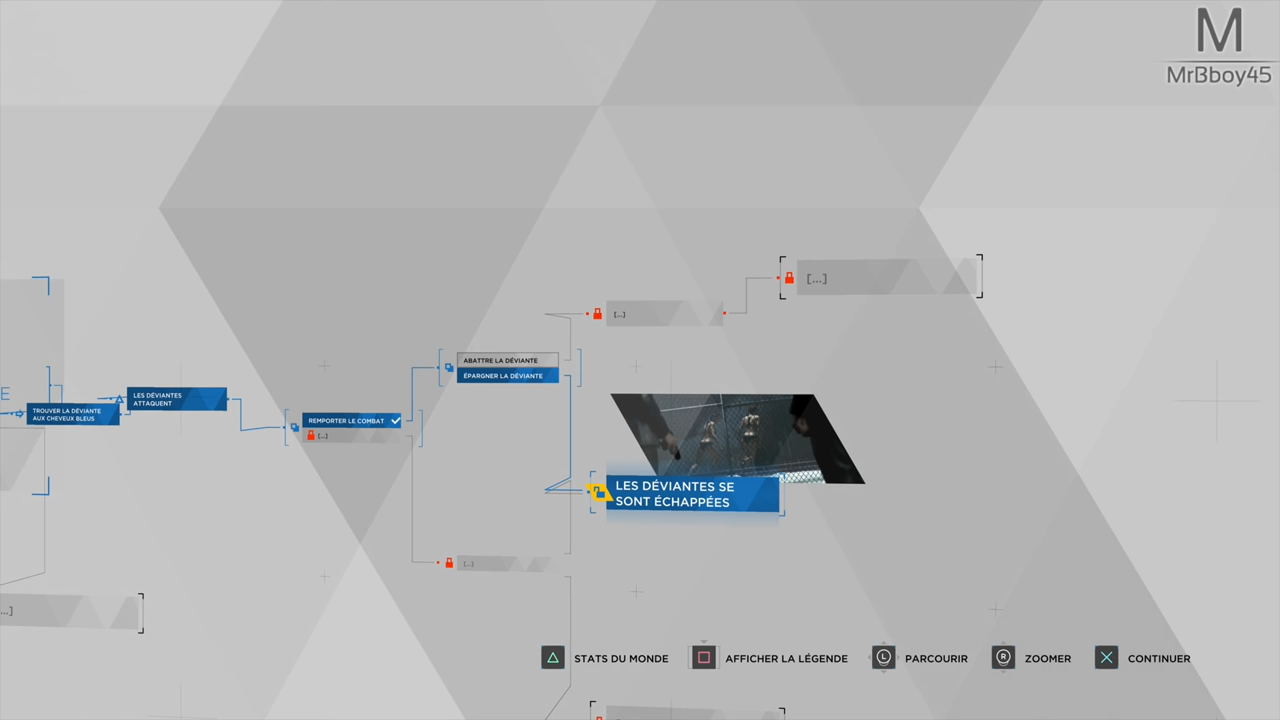 M
MrBboy45
[...]
[...]
ABATTRE LA DÉVIANTE
ÉPARGNER LA DÉVIANTE
E
LES DÉVIANTES
ATTAQUENT
TROUVER LA DÉVIANTE
AUX CHEVEUX BLEUS
REMPORTER LE COMBAT
[...]
LES DÉVIANTES SE
SONT ÉCHAPPÉES
[...]
...]
STATS DU MONDE
AFFICHER LA LÉGENDE
L
PARCOURIR
R
ZOOMER
CONTINUER